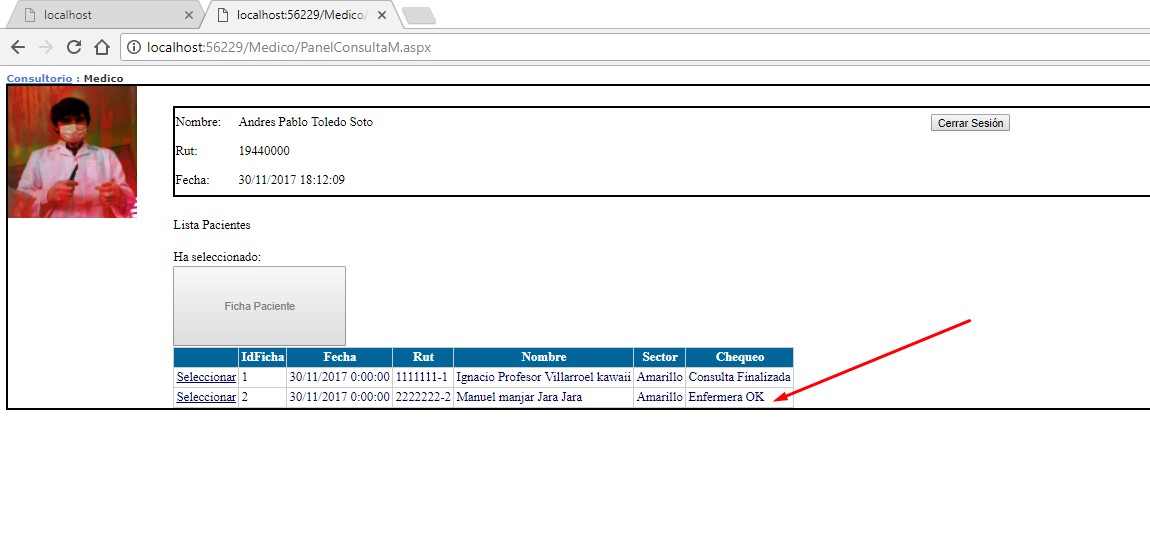 localhost
localhost:56229/Medico/
localhost:56229/Medico/PanelConsultaM.aspx
Consultorio : Medico
Nombre: Andres Pablo Toledo Soto Cerrar Sesión
Rut: 19440000
Fecha: 30/11/2017 18:12:09
Lista Pacientes
Ha seleccionado:
Ficha Paciente
IdFicha Fecha Rut Nombre Sector Chequeo
Seleccionar 1 30/11/2017 0:00:00 1111111-1 Ignacio Profesor Villarroel kawaii Amarillo Consulta Finalizada
Seleccionar 2 30/11/2017 0:00:00 2222222-2 Manuel manjar Jara Jara Amarillo Enfermera OK